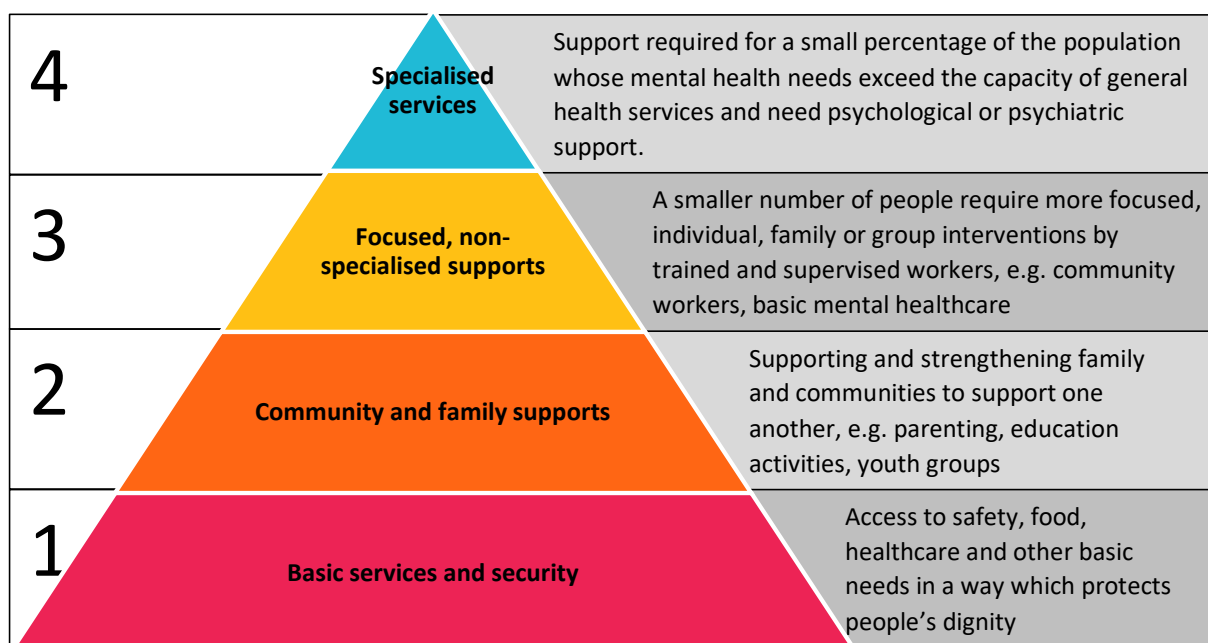 4
Specialised
services
Support required for a small percentage of the population
whose mental health needs exceed the capacity of general
health services and need psychological or psychiatric
support.
3
Focused, non-
specialised supports
A smaller number of people require more focused,
individual, family or group interventions by
trained and supervised workers, e.g. community
workers, basic mental healthcare
2
Community and family supports
Supporting and strengthening family
and communities to support one
another, e.g. parenting, education
activities, youth groups
1
Basic services and security
Access to safety, food,
healthcare and other basic
needs in a way which protects
people’s dignity